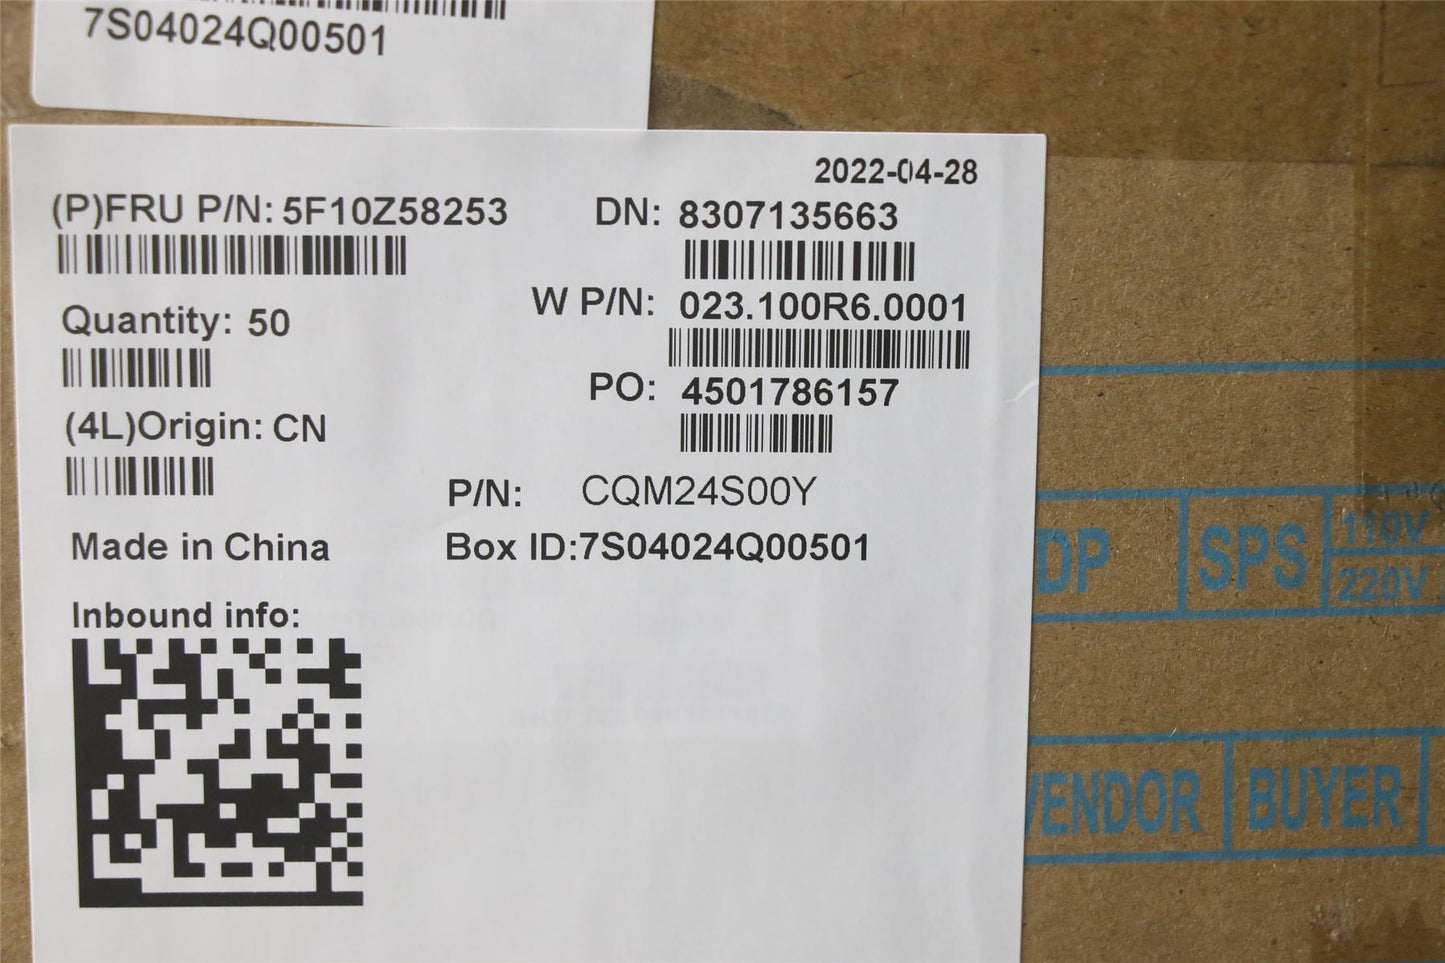 7S04024Q00501
2022-04-28
(P)FRU P/N: 5F10Z58253
DN: 8307135663
W P/N: 023.100R6.0001
Quantity: 50
PO: 4501786157
(4L)Origin: CN
P/N: CQM24S00Y
Made in China
Box ID:7S04024Q00501
Inbound info:
DP
SPS
110V
220V
VENDOR
BUYER